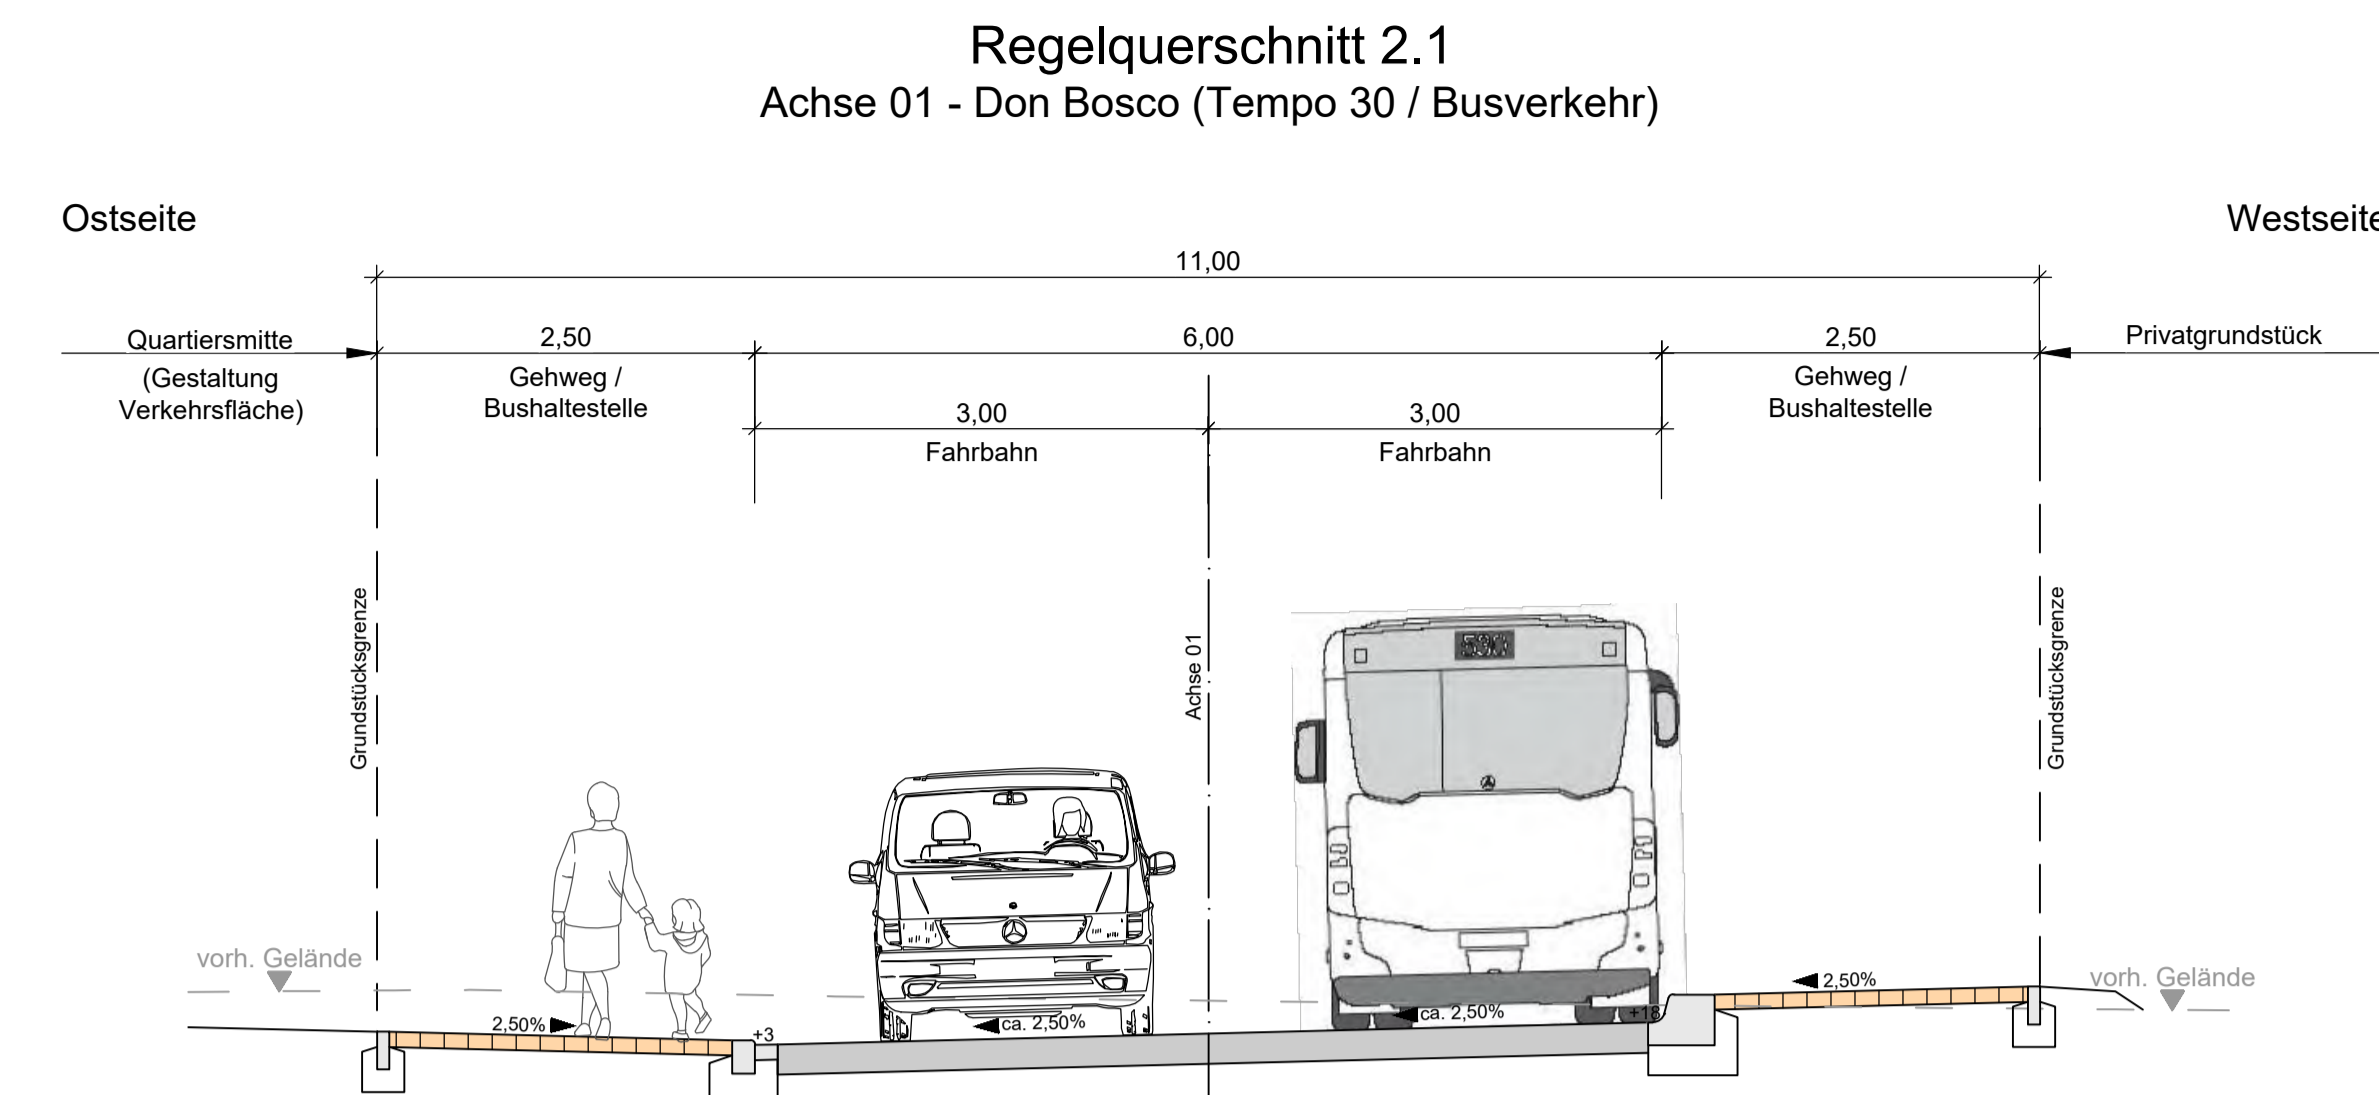 Regelquerschnitt 2.1
Achse 01 - Don Bosco (Tempo 30 / Busverkehr)
Ostseite
Westseite
11,00
Quartiersmitte
2,50
6,00
2,50
Privatgrundstück
(Gestaltung
Verkehrsfläche)
Gehweg /
Bushaltestelle
Gehweg /
Bushaltestelle
3,00
3,00
Fahrbahn
Fahrbahn
Grundstücksgrenze
Achse 01
Grundstücksgrenze
530
vorh. Gelände
vorh. Gelände
2,50%
+3
ca. 2,50%
ca. 2,50%
+18
2,50%